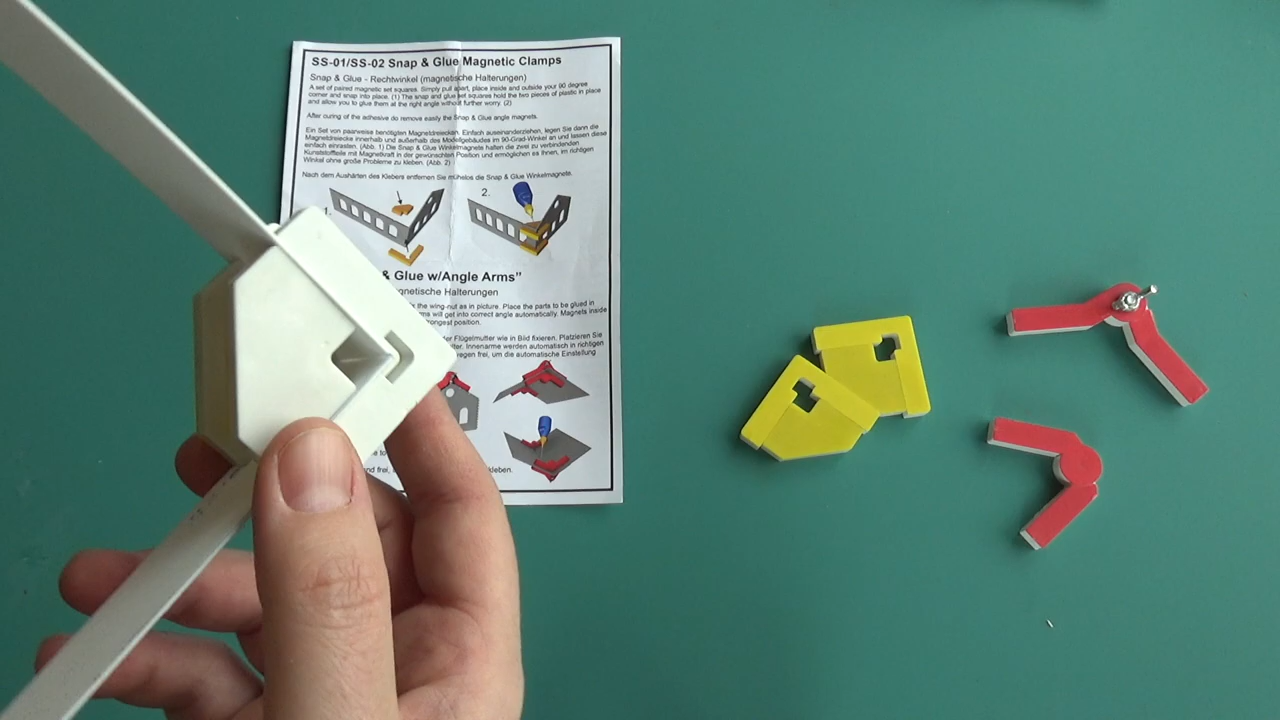 SS-01/SS-02 Snap & Glue Magnetic Clamps
Snap & Glue - Rechtwinkel (magnetische Halterungen)
A set of paired magnetic set squares. Simply pull apart, place inside and outside your 90 degree
corner and snap into place. (1) The snap and glue set squares hold the two pieces of plastic in place
and allow you to glue them at the right angle without further worry. (2)
After curing of the adhesive do remove easily the Snap & Glue angle magnets.
Ein Set von paarweise benötigten Magnetdreiecken. Einfach auseinanderziehen, legen Sie dann die
Magnetdreiecke innerhalb und außerhalb des Modellgebäudes im 90-Grad-Winkel an und lassen diese
einfach einrasten. (Abb. 1) Die Snap & Glue Winkelmagnete halten die zwei zu verbindenden
Kunststoffteile mit Magnetkraft in der gewünschten Position und ermöglichen es Ihnen, im richtigen
Winkel ohne große Probleme zu kleben. (Abb. 2)
Nach dem Aushärten des Klebers entfernen Sie mühelos die Snap & Glue Winkelmagnete.
1.
2.
& Glue w/Angle Arms"
gnetische Halterungen
x the wing-nut as in picture. Place the parts to be glued in
ms will get into correct angle automatically. Magnets inside
trongest position.
der Flügelmutter wie in Bild fixieren. Platzieren Sie
tter. Innenarme werden automatisch in richtigen
wegen frei, um die automatische Einstellung
nd frei,
kleben.